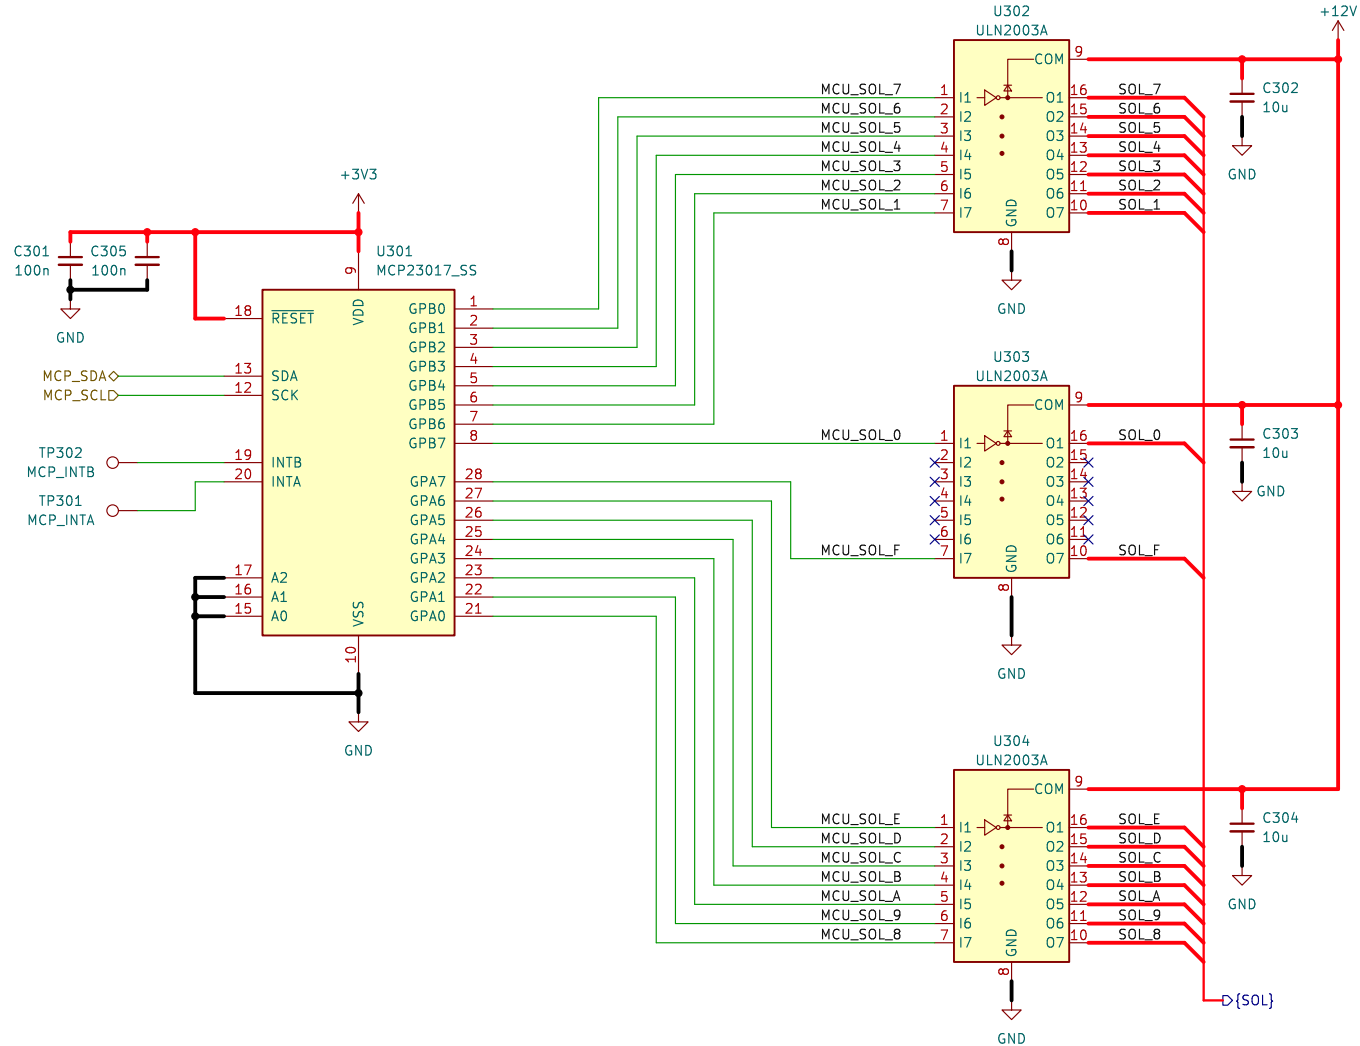 U302
ULN2003A
+12V
COM 9
MCU_SOL_7 1 I1 O1 16 SOL_7
MCU_SOL_6 2 I2 O2 15 SOL_6
MCU_SOL_5 3 I3 O3 14 SOL_5
MCU_SOL_4 4 I4 O4 13 SOL_4
MCU_SOL_3 5 I5 O5 12 SOL_3
MCU_SOL_2 6 I6 O6 11 SOL_2
MCU_SOL_1 7 I7 O7 10 SOL_1
GND
8
GND
C302
10u
GND
+3V3
C301
100n
C305
100n
GND
U301
MCP23017_SS
9
VDD
18 RESET
MCP_SDA 13 SDA
MCP_SCL 12 SCK
TP302
MCP_INTB
19 INTB
20 INTA
TP301
MCP_INTA
17 A2
16 A1
15 A0
VSS
10
GND
GPB0 1
GPB1 2
GPB2 3
GPB3 4
GPB4 5
GPB5 6
GPB6 7
GPB7 8
GPA7 28
GPA6 27
GPA5 26
GPA4 25
GPA3 24
GPA2 23
GPA1 22
GPA0 21
U303
ULN2003A
COM 9
MCU_SOL_0 1 I1 O1 16 SOL_0
2 I2 O2 15
3 I3 O3 14
4 I4 O4 13
5 I5 O5 12
6 I6 O6 11
MCU_SOL_F 7 I7 O7 10 SOL_F
GND
8
GND
C303
10u
GND
U304
ULN2003A
COM 9
MCU_SOL_E 1 I1 O1 16 SOL_E
MCU_SOL_D 2 I2 O2 15 SOL_D
MCU_SOL_C 3 I3 O3 14 SOL_C
MCU_SOL_B 4 I4 O4 13 SOL_B
MCU_SOL_A 5 I5 O5 12 SOL_A
MCU_SOL_9 6 I6 O6 11 SOL_9
MCU_SOL_8 7 I7 O7 10 SOL_8
GND
8
GND
C304
10u
GND
{SOL}